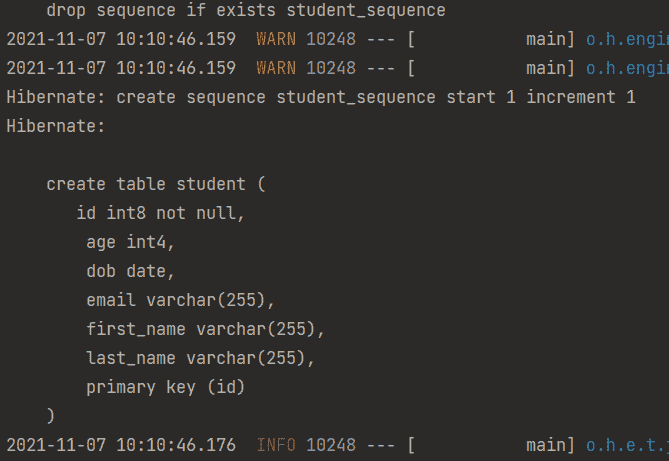 drop sequence if exists student_sequence
2021-11-07 10:10:46.159  WARN 10248 --- [           main] o.h.engin
2021-11-07 10:10:46.159  WARN 10248 --- [           main] o.h.engin
Hibernate: create sequence student_sequence start 1 increment 1
Hibernate:
create table student (
id int8 not null,
age int4,
dob date,
email varchar(255),
first_name varchar(255),
last_name varchar(255),
primary key (id)
)
2021-11-07 10:10:46.176  INFO 10248 --- [           main] o.h.e.t.